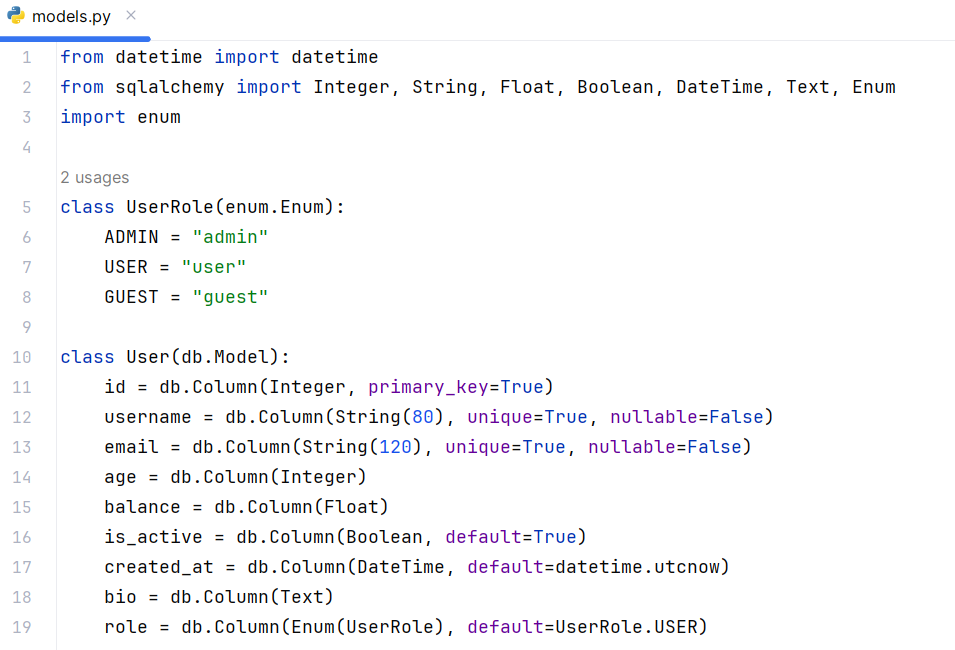 models.py
1 from datetime import datetime
2 from sqlalchemy import Integer, String, Float, Boolean, DateTime, Text, Enum
3 import enum
4
2 usages
5 class UserRole(enum.Enum):
6     ADMIN = "admin"
7     USER = "user"
8     GUEST = "guest"
9
10 class User(db.Model):
11     id = db.Column(Integer, primary_key=True)
12     username = db.Column(String(80), unique=True, nullable=False)
13     email = db.Column(String(120), unique=True, nullable=False)
14     age = db.Column(Integer)
15     balance = db.Column(Float)
16     is_active = db.Column(Boolean, default=True)
17     created_at = db.Column(DateTime, default=datetime.utcnow)
18     bio = db.Column(Text)
19     role = db.Column(Enum(UserRole), default=UserRole.USER)